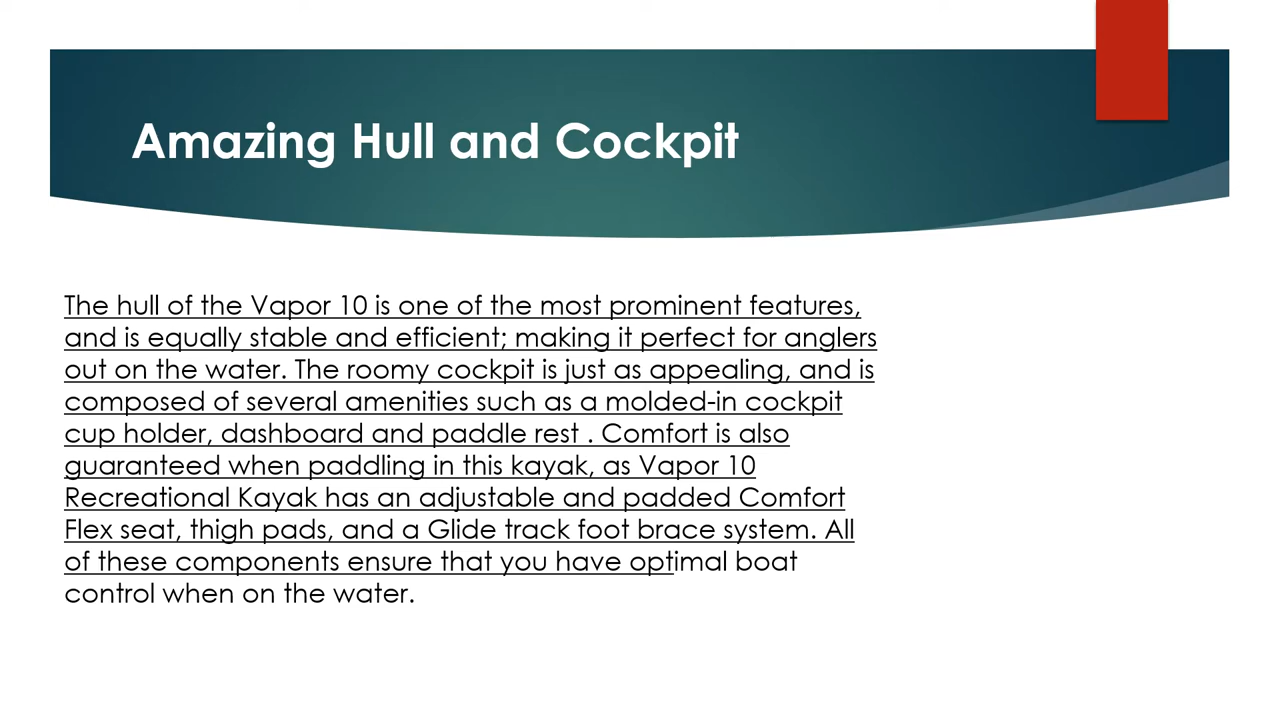 Amazing Hull and Cockpit
The hull of the Vapor 10 is one of the most prominent features,
and is equally stable and efficient; making it perfect for anglers
out on the water. The roomy cockpit is just as appealing, and is
composed of several amenities such as a molded-in cockpit
cup holder, dashboard and paddle rest . Comfort is also
guaranteed when paddling in this kayak, as Vapor 10
Recreational Kayak has an adjustable and padded Comfort
Flex seat, thigh pads, and a Glide track foot brace system. All
of these components ensure that you have optimal boat
control when on the water.